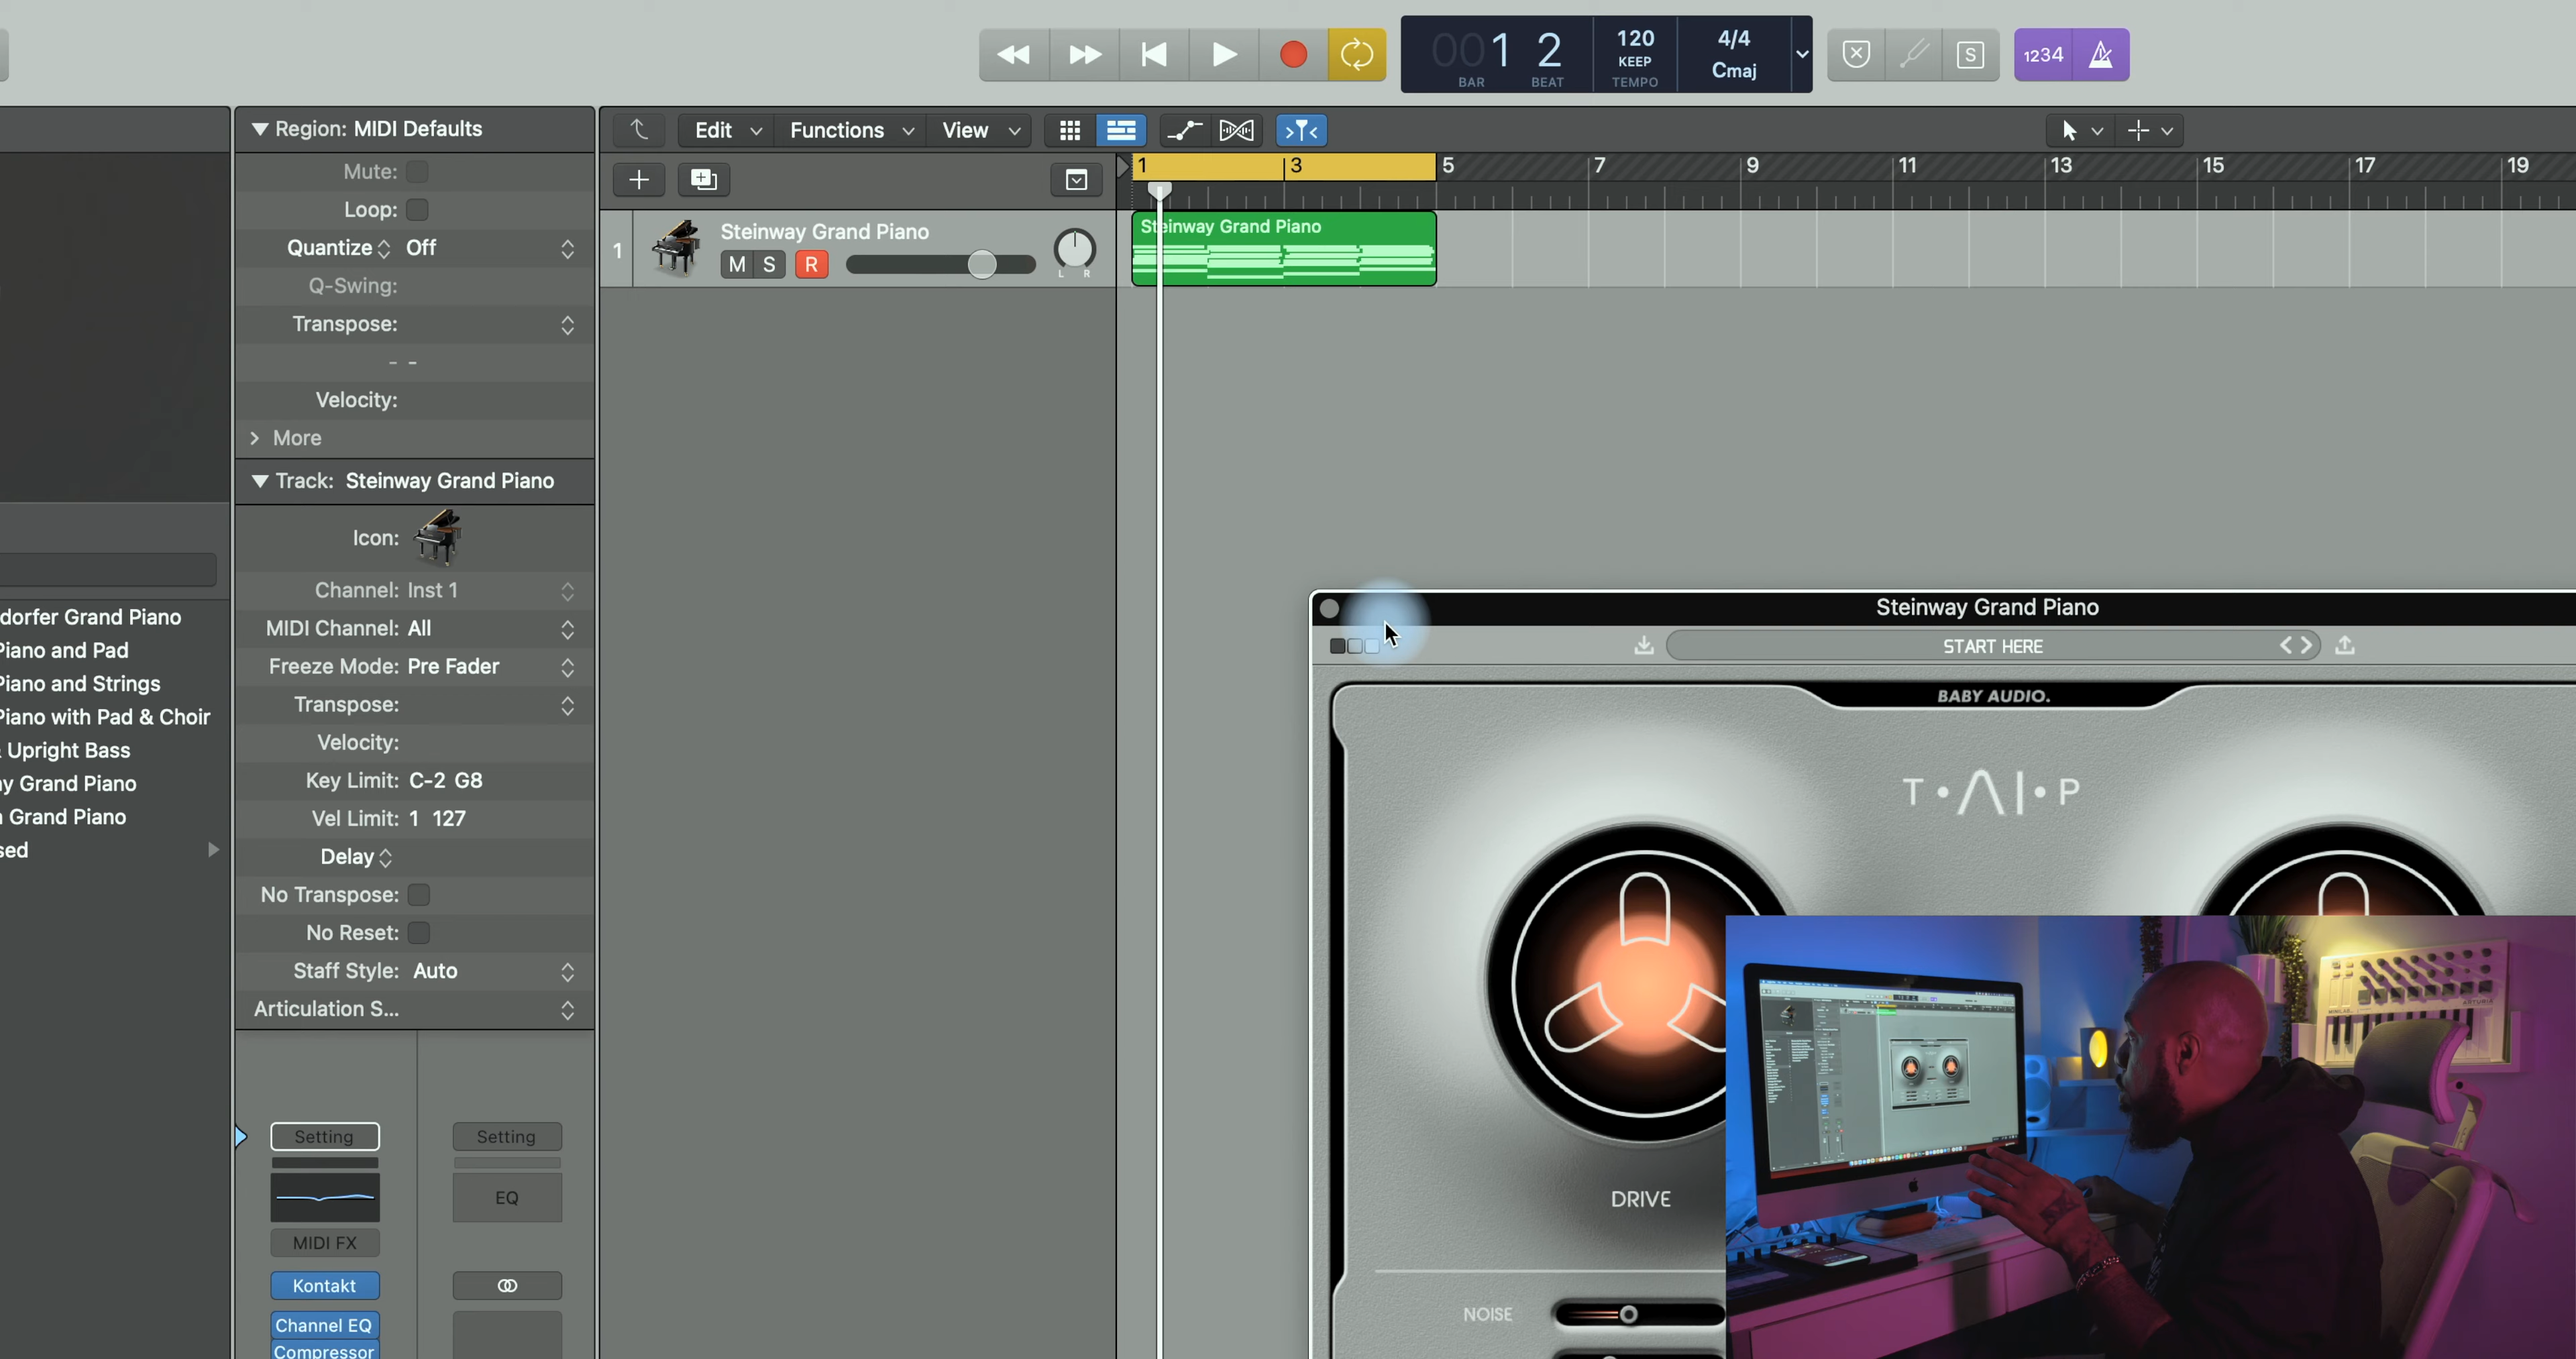 001 2
BAR BEAT
120
KEEP
TEMPO
4/4
Cmaj
S
1234
Region: MIDI Defaults
Mute:
Loop:
Quantize Off
Q-Swing:
Transpose:
- -
Velocity:
More
Track: Steinway Grand Piano
Icon:
Channel: Inst 1
MIDI Channel: All
Freeze Mode: Pre Fader
Transpose:
Velocity:
Key Limit: C-2 G8
Vel Limit: 1 127
Delay
No Transpose:
No Reset:
Staff Style: Auto
Articulation S...
Setting Setting
EQ
MIDI FX
Kontakt
Channel EQ
Compressor
dorfer Grand Piano
Piano and Pad
Piano and Strings
Piano with Pad & Choir
& Upright Bass
ay Grand Piano
Grand Piano
sed
Edit Functions View
1 3 5 7 9 11 13 15 17 19
1
Steinway Grand Piano
M S R
L R
Steinway Grand Piano
Steinway Grand Piano
START HERE
BABY AUDIO.
T•AI•P
DRIVE
NOISE
ARTURIA